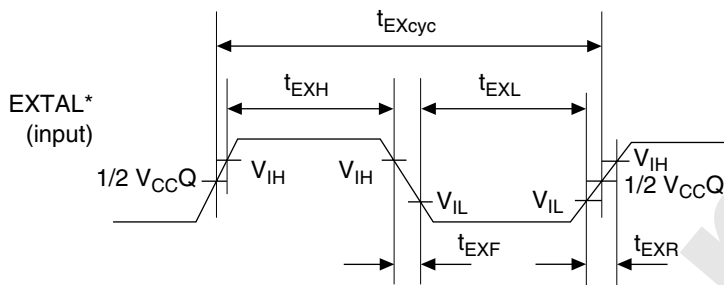 tEXcyc
tEXH
tEXL
EXTAL*
(input)
1/2 VCCQ
VIH
VIH
VIL
VIL
VIH
1/2 VCCQ
tEXF
tEXR